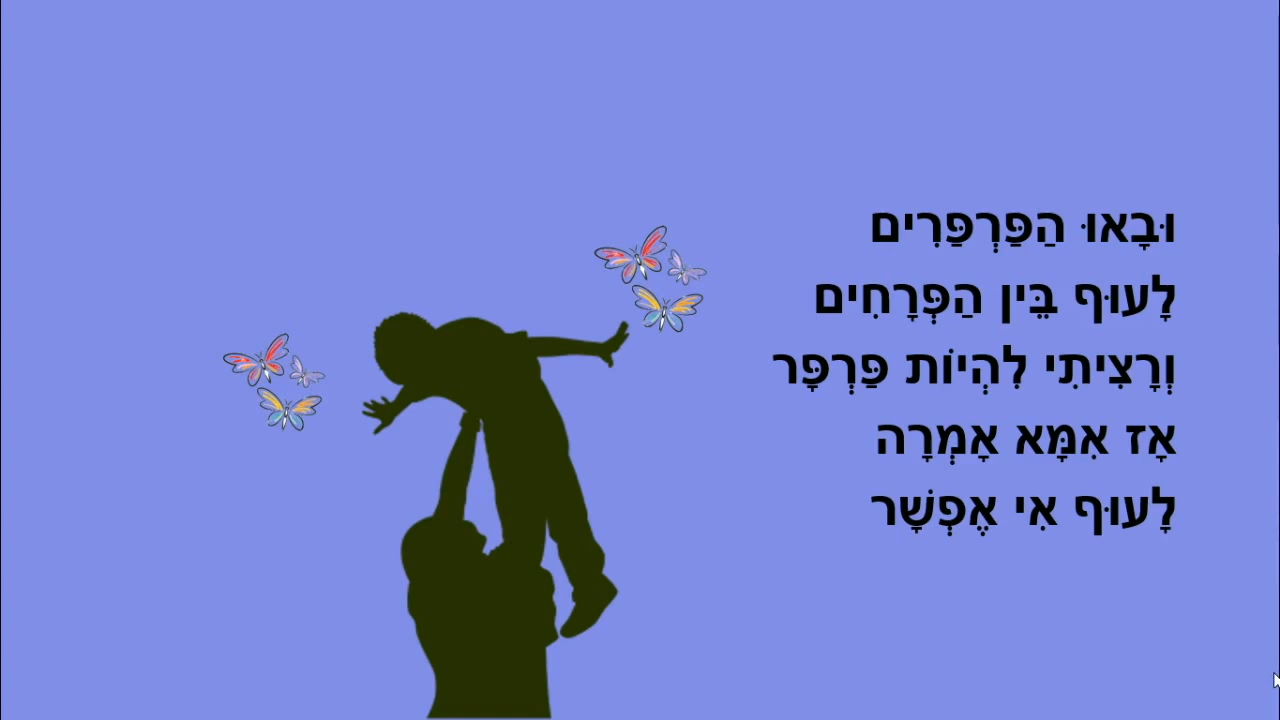 וּבָאוּ הַפַּרְפַּרִים
לָעוּף בֵּין הַפְּרָחִים
וְרָצִיתִי לִהְיוֹת פַּרְפָּר
אָז אִמָּא אָמְרָה
לָעוּף אִי אֶפְשָׁר